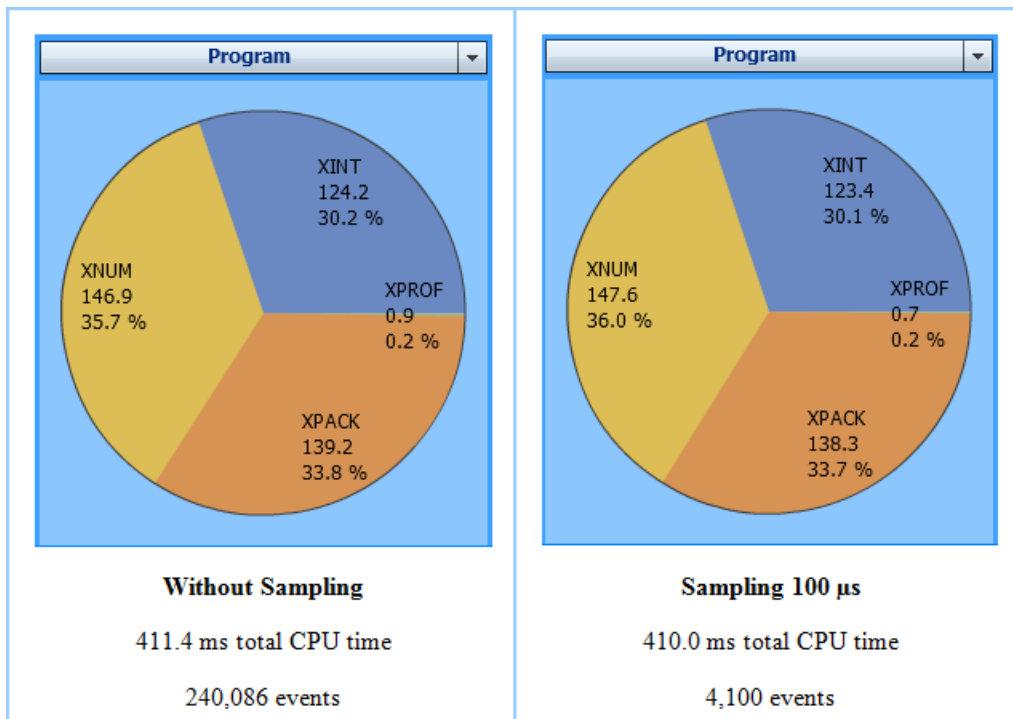 Program
XINT
124.2
30.2 %
XNUM
146.9
35.7 %
XPROF
0.9
0.2 %
XPACK
139.2
33.8 %
Without Sampling
411.4 ms total CPU time
240,086 events
Program
XINT
123.4
30.1 %
XNUM
147.6
36.0 %
XPROF
0.7
0.2 %
XPACK
138.3
33.7 %
Sampling 100 µs
410.0 ms total CPU time
4,100 events